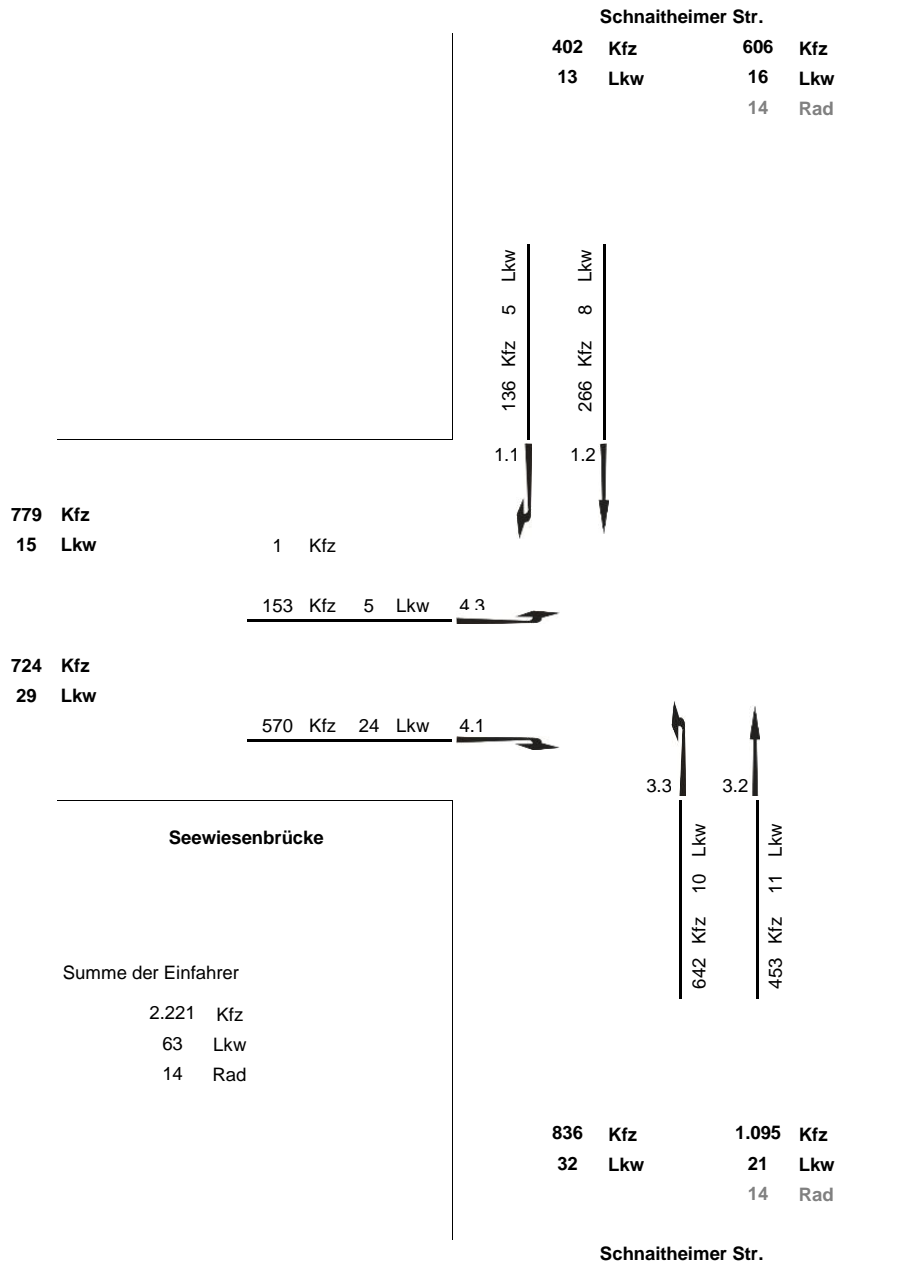 Schnaitheimer Str.
402 Kfz 606 Kfz
13 Lkw 16 Lkw
14 Rad
136 Kfz 5 Lkw
266 Kfz 8 Lkw
1.1 1.2
779 Kfz
15 Lkw 1 Kfz
153 Kfz 5 Lkw 4.3
724 Kfz
29 Lkw
570 Kfz 24 Lkw 4.1
3.3 3.2
642 Kfz 10 Lkw
453 Kfz 11 Lkw
Seewiesenbrücke
Summe der Einfahrer
2.221 Kfz
63 Lkw
14 Rad
836 Kfz 1.095 Kfz
32 Lkw 21 Lkw
14 Rad
Schnaitheimer Str.